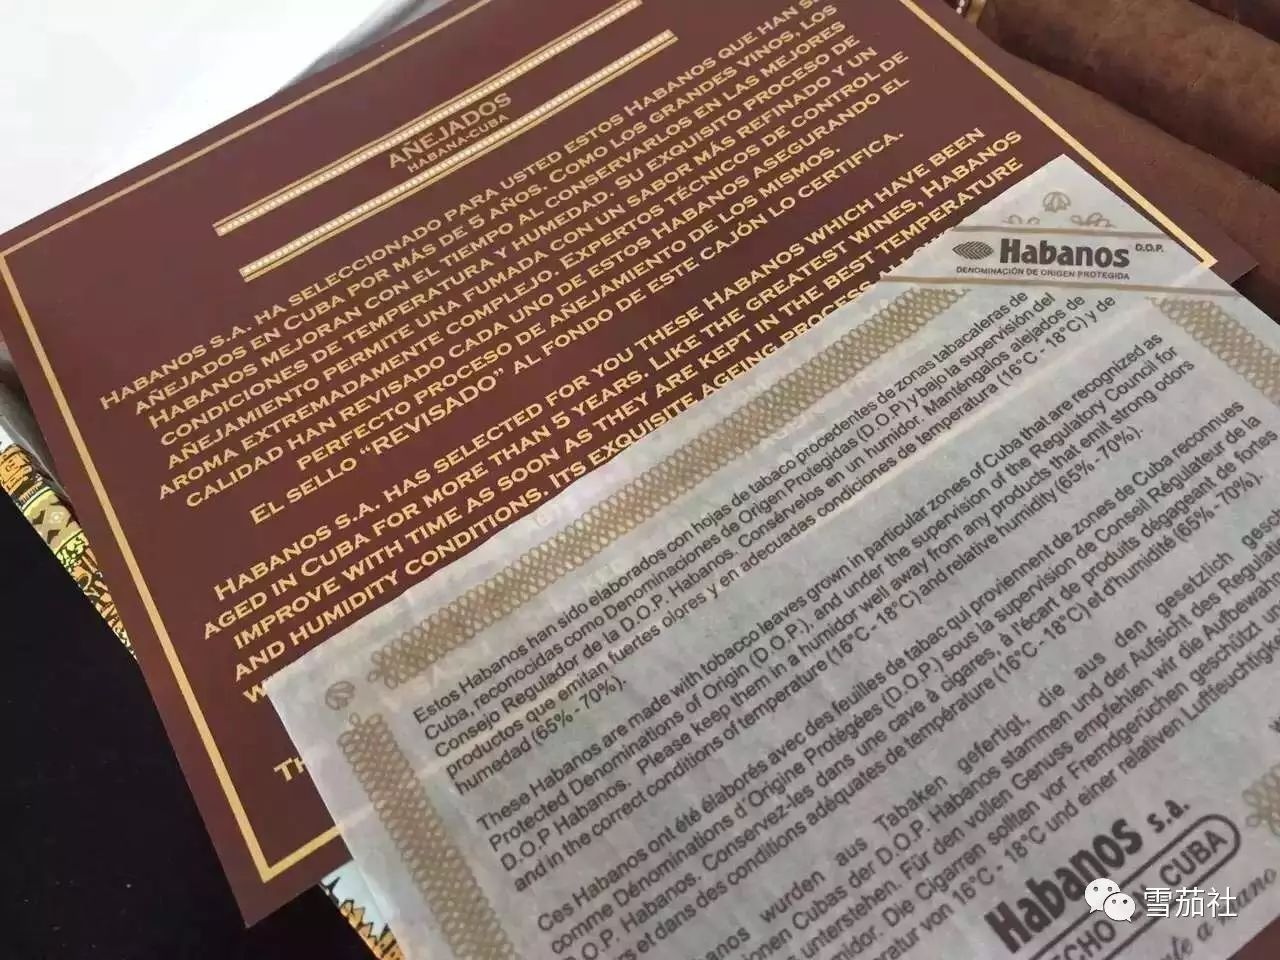 AÑEJADOS
HABANA-CUBA
HABANOS S.A. HA SELECCIONADO PARA USTED ESTOS HABANOS QUE HAN SE
AÑEJADOS EN CUBA POR MÁS DE 5 AÑOS. COMO LOS GRANDES VINOS, LOS
HABANOS MEJORAN CON EL TIEMPO AL CONSERVARLOS EN LAS MEJORES
CONDICIONES DE TEMPERATURA Y HUMEDAD. SU EXQUISITO PROCESO DE
AÑEJAMIENTO PERMITE UNA FUMADA CON UN SABOR MÁS REFINADO Y UN
AROMA EXTREMADAMENTE COMPLEJO. EXPERTOS TÉCNICOS DE CONTROL DE
CALIDAD HAN REVISADO CADA UNO DE ESTOS HABANOS ASEGURANDO EL
PERFECTO PROCESO DE AÑEJAMIENTO DE LOS MISMOS.
EL SELLO "REVISADO" AL FONDO DE ESTE CAJÓN LO CERTIFICA.
HABANOS S.A. HAS SELECTED FOR YOU THESE HABANOS WHICH HAVE BEEN
AGED IN CUBA FOR MORE THAN 5 YEARS. LIKE THE GREATEST WINES, HABANOS
IMPROVE WITH TIME AS SOON AS THEY ARE KEPT IN THE BEST TEMPERATURE
AND HUMIDITY CONDITIONS. ITS EXQUISITE AGEING PROCESS
TH
Habanos D.O.P.
DENOMINACIÓN DE ORIGEN PROTEGIDA
Estos Habanos han sido elaborados con hojas de tabaco procedentes de zonas tabacaleras de
Cuba, reconocidas como Denominaciones de Origen Protegidas (D.O.P.) y bajo la supervisión del
Consejo Regulador de la D.O.P. Habanos. Consérvelos en un humidor. Manténgalos alejados de
productos que emitan fuertes olores y en adecuadas condiciones de temperatura (16°C - 18°C) y de
humedad (65% - 70%).
These Habanos are made with tobacco leaves grown in particular zones of Cuba that are recognized as
Protected Denominations of Origin (D.O.P.), and under the supervision of the Regulatory Council for
D.O.P Habanos. Please keep them in a humidor well away from any products that emit strong odors
and in the correct conditions of temperature (16°C - 18°C) and relative humidity (65% - 70%).
Ces Habanos ont été élaborés avec des feuilles de tabac qui proviennent de zones de Cuba reconnues
comme Dénominations d'Origine Protégées (D.O.P.) sous la supervision de Conseil Régulateur de la
D.O.P. Habanos. Conservez-les dans une cave à cigares, à l'écart de produits dégageant de fortes
rs et dans des conditions adéquates de température (16°C - 18°C) et d'humidité (65% - 70%).
anos wurden aus Tabaken gefertigt, die aus den gesetzlich gesc
ionen Cubas der D.O.P. Habanos stammen und der Aufsicht des Regulat
unterstehen. Für den vollen Genuss empfehlen wir die Aufbewahr
midor. Die Cigarren sollten vor Fremdgerüchen geschützt un
ratur von 16°C - 18°C und einer relativen Luftfeuchtigkei
Habanos s.a.
ECHO EN CUBA
a mano
雪茄社